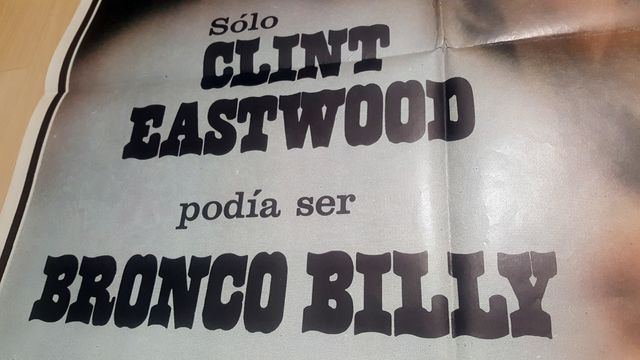 Sólo
CLINT
EASTWOOD
podía ser
BRONCO BILLY